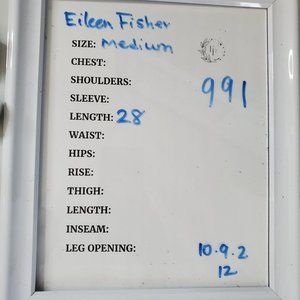 Eileen Fisher
SIZE: Medium
CHEST:
SHOULDERS:
991
SLEEVE:
LENGTH: 28
WAIST:
HIPS:
RISE:
THIGH:
LENGTH:
INSEAM:
LEG OPENING: 10.9.2
12